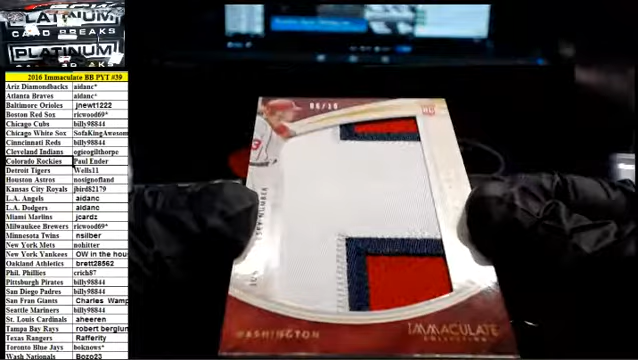 PLATINUM
CARD BREAKS
PLATINUM
2016 Immaculate BB PYT #39
Ariz Diamondbacks aidanc*
Atlanta Braves aidanc*
Baltimore Orioles jnewt1222
Boston Red Sox ricwood69*
Chicago Cubs billy98844
Chicago White Sox SofaKingAwesom
Cincinnati Reds billy98844
Cleveland Indians ogieogilthorpe
Colorado Rockies Paul Ender
Detroit Tigers Wells11
Houston Astros nosignofland
Kansas City Royals jbird82179
L.A. Angels aidanc
L.A. Dodgers aidanc
Miami Marlins jcardz
Milwaukee Brewers ricwood69*
Minnesota Twins nsilber
New York Mets nohitter
New York Yankees OW in the hou
Oakland Athletics brett28562
Phil. Phillies crich87
Pittsburgh Pirates billy98844
San Diego Padres billy98844
San Fran Giants Charles Wamp
Seattle Mariners billy98844
St. Louis Cardinals aheeren
Tampa Bay Rays robert berglun
Texas Rangers Rafferity
Toronto Blue Jays boknows*
Wash Nationals Bozo23
RC
WASHINGTON
IMMACULATE
COLLECTION